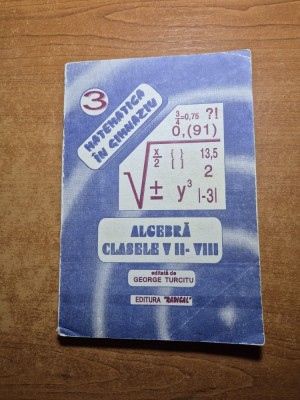 3
MATEMATICA
ÎN GIMNAZIU
3/4=0,75 ?!
0,(91)
x/2 { } 13,5
[ ] 2
√ ± y³ |-3|
ALGEBRĂ
CLASELE VII-VIII
editată de
GEORGE TURCITU
EDITURA "RADICAL"